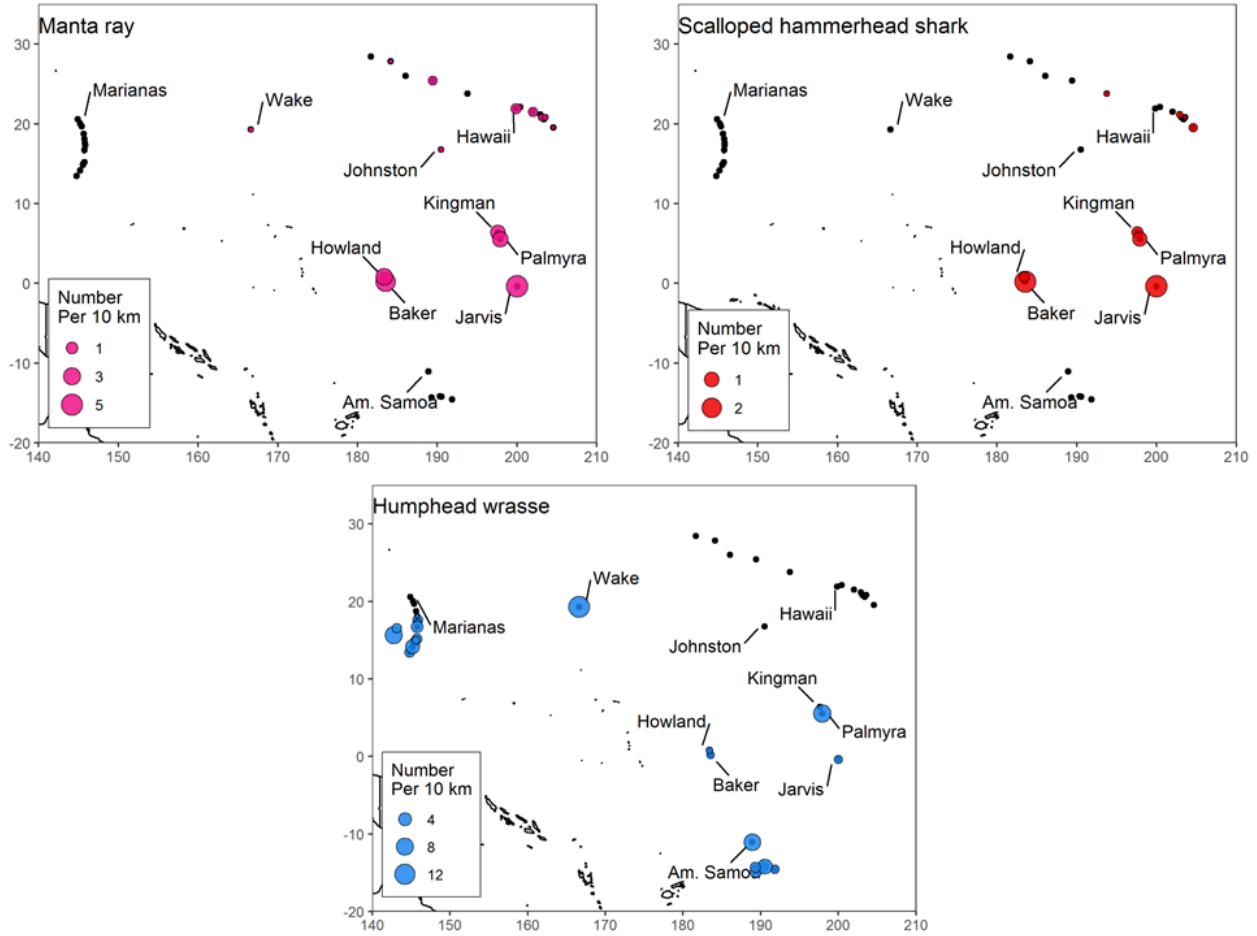 Manta ray
30
20
10
0
-10
-20
140
150
160
170
180
190
200
210
Marianas
Wake
Hawaii
Johnston
Kingman
Palmyra
Howland
Baker
Jarvis
Am. Samoa
Number
Per 10 km
1
3
5
Scalloped hammerhead shark
30
20
10
0
-10
-20
140
150
160
170
180
190
200
210
Marianas
Wake
Hawaii
Johnston
Kingman
Palmyra
Howland
Baker
Jarvis
Am. Samoa
Number
Per 10 km
1
2
Humphead wrasse
30
20
10
0
-10
-20
140
150
160
170
180
190
200
210
Wake
Marianas
Hawaii
Johnston
Kingman
Palmyra
Howland
Baker
Jarvis
Am. Samoa
Number
Per 10 km
4
8
12